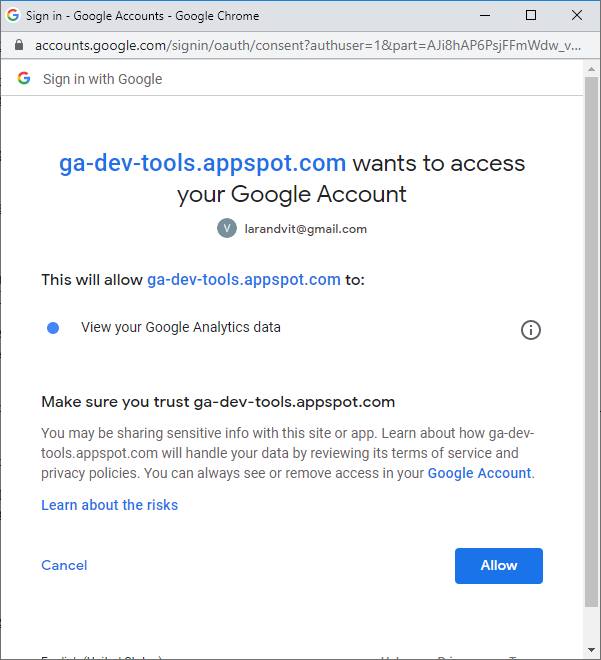 Sign in - Google Accounts - Google Chrome
accounts.google.com/signin/oauth/consent?authuser=1&part=AJi8hAP6PsjFFmWdw_v...
Sign in with Google
ga-dev-tools.appspot.com wants to access
your Google Account
V larandvit@gmail.com
This will allow ga-dev-tools.appspot.com to:
View your Google Analytics data
Make sure you trust ga-dev-tools.appspot.com
You may be sharing sensitive info with this site or app. Learn about how ga-dev-
tools.appspot.com will handle your data by reviewing its terms of service and
privacy policies. You can always see or remove access in your Google Account.
Learn about the risks
Cancel Allow